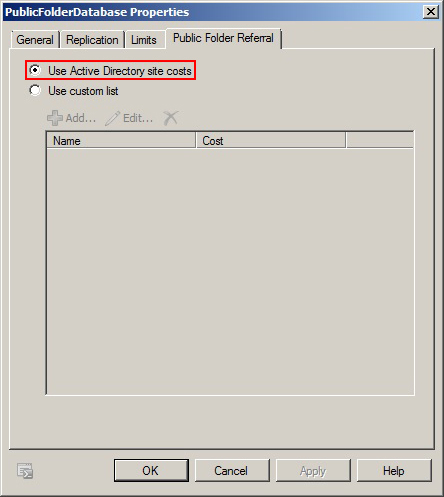 PublicFolderDatabase Properties
General Replication Limits Public Folder Referral
Use Active Directory site costs
Use custom list
Add... Edit...
Name Cost
OK Cancel Apply Help